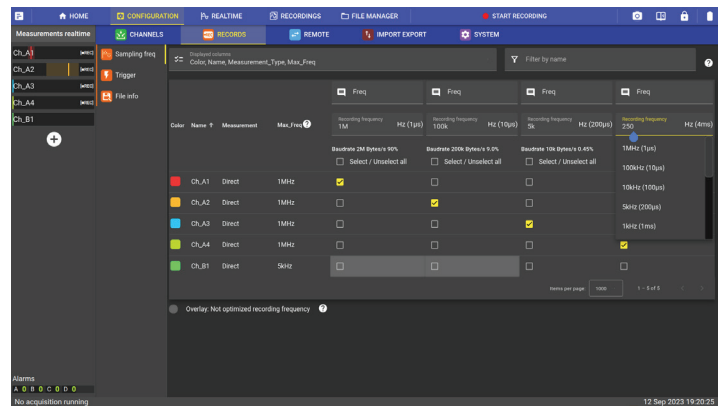 HOME
CONFIGURATION
REALTIME
RECORDINGS
FILE MANAGER
START RECORDING
Measurements realtime
CHANNELS
RECORDS
REMOTE
IMPORT EXPORT
SYSTEM
Ch_A1
Ch_A2
Ch_A3
Ch_A4
Ch_B1
Sampling freq
Trigger
File info
Displayed columns
Color, Name, Measurement_Type, Max_Freq
Filter by name
Freq
Freq
Freq
Freq
Color Name ↑ Measurement Max_Freq
Recording frequency
1M Hz (1µs)
Recording frequency
100k Hz (10µs)
Recording frequency
5k Hz (200µs)
Recording frequency
250 Hz (4ms)
Baudrate 2M Bytes/s 90%
Baudrate 200k Bytes/s 9.0%
Baudrate 10k Bytes/s 0.45%
Select / Unselect all
Select / Unselect all
Select / Unselect all
1MHz (1µs)
100kHz (10µs)
10kHz (100µs)
5kHz (200µs)
1kHz (1ms)
Ch_A1 Direct 1MHz
Ch_A2 Direct 1MHz
Ch_A3 Direct 1MHz
Ch_A4 Direct 1MHz
Ch_B1 Direct 5kHz
Items per page: 1000 1 – 5 of 5
Overlay: Not optimized recording frequency
Alarms
A 0 B 0 C 0 D 0
No acquisition running
12 Sep 2023 19:20:25